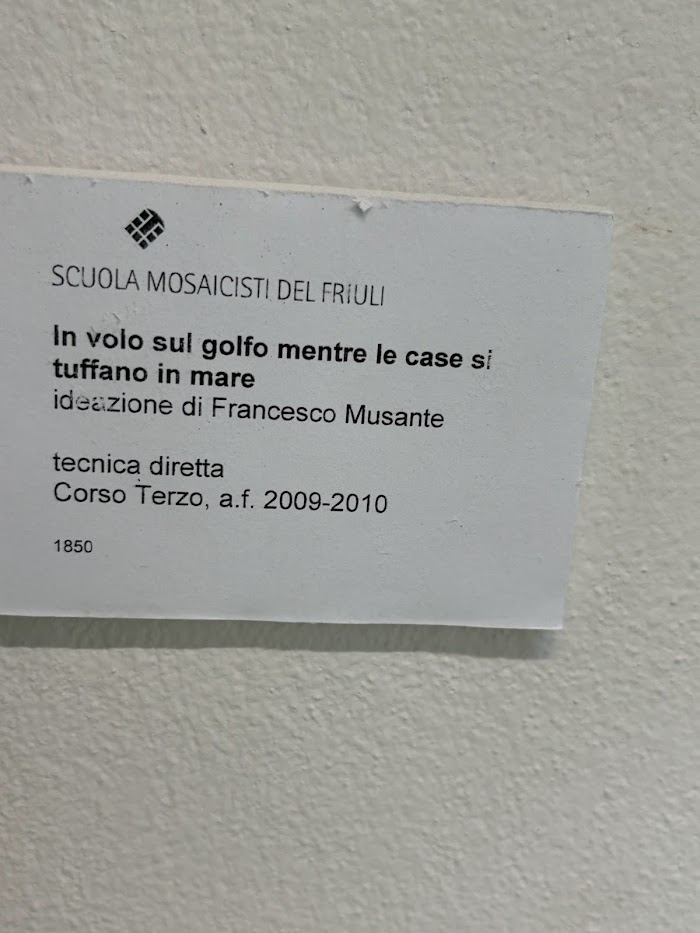 SCUOLA MOSAICISTI DEL FRIULI
In volo sul golfo mentre le case si
tuffano in mare
ideazione di Francesco Musante
tecnica diretta
Corso Terzo, a.f. 2009-2010
1850